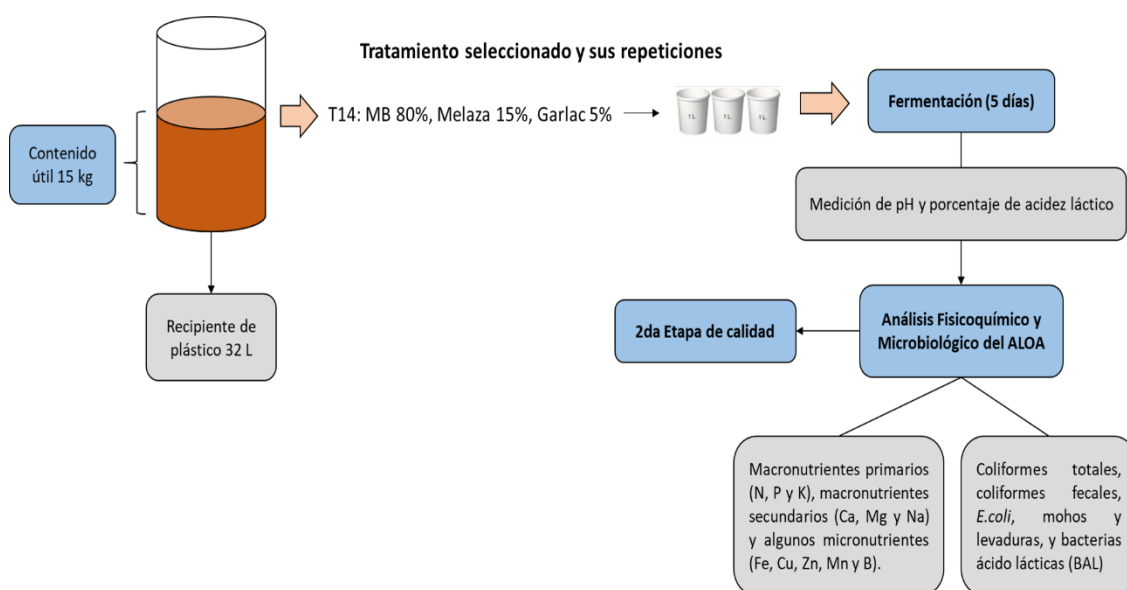 Tratamiento seleccionado y sus repeticiones
Contenido
útil 15 kg
T14: MB 80%, Melaza 15%, Garlac 5%
1 L
1 L
1 L
Fermentación (5 días)
Medición de pH y porcentaje de acidez láctico
Recipiente de
plástico 32 L
2da Etapa de calidad
Análisis Fisicoquímico y
Microbiológico del ALOA
Macronutrientes primarios
(N, P y K), macronutrientes
secundarios (Ca, Mg y Na)
y algunos micronutrientes
(Fe, Cu, Zn, Mn y B).
Coliformes totales,
coliformes fecales,
E.coli, mohos y
levaduras, y bacterias
ácido lácticas (BAL)